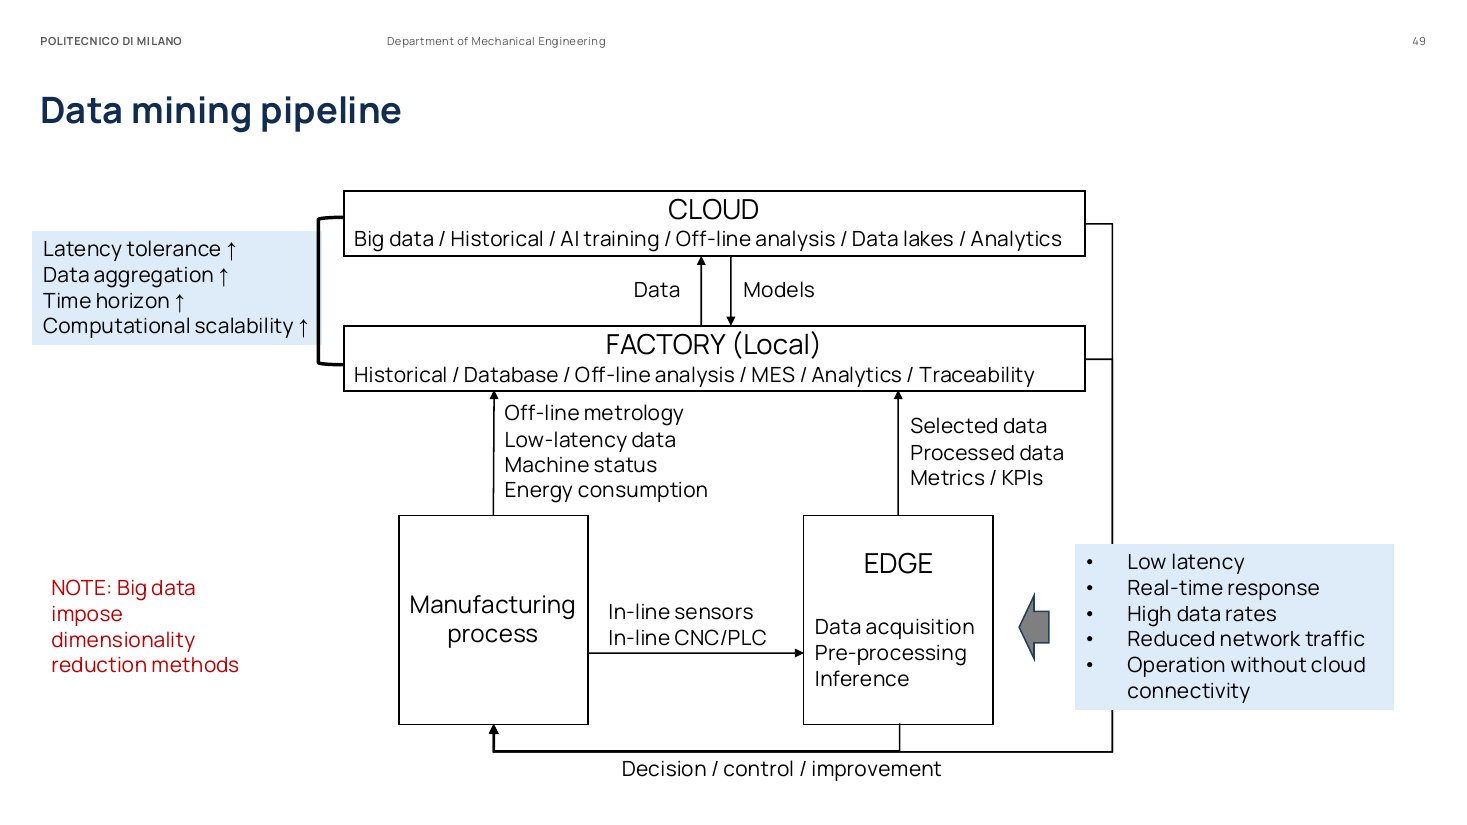 POLITECNICO DI MILANO
Department of Mechanical Engineering
49
Data mining pipeline
CLOUD
Big data / Historical / AI training / Off-line analysis / Data lakes / Analytics
Latency tolerance ↑
Data aggregation ↑
Time horizon ↑
Computational scalability ↑
Data
Models
FACTORY (Local)
Historical / Database / Off-line analysis / MES / Analytics / Traceability
Off-line metrology
Low-latency data
Machine status
Energy consumption
Selected data
Processed data
Metrics / KPIs
NOTE: Big data
impose
dimensionality
reduction methods
Manufacturing
process
In-line sensors
In-line CNC/PLC
EDGE
Data acquisition
Pre-processing
Inference
• Low latency
• Real-time response
• High data rates
• Reduced network traffic
• Operation without cloud
connectivity
Decision / control / improvement